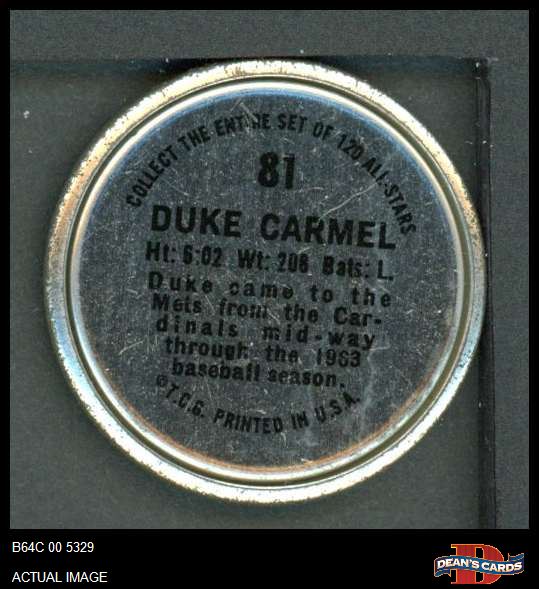 COLLECT THE ENTIRE SET OF 120 ALL-STARS
81
DUKE CARMEL
Ht: 6:02 Wt: 206 Bats: L.
Duke came to the
Mets from the Car-
dinals mid-way
through the 1963
baseball season.
©T.C.G. PRINTED IN U.S.A.
B64C 00 5329
ACTUAL IMAGE
D
DEAN'S CARDS